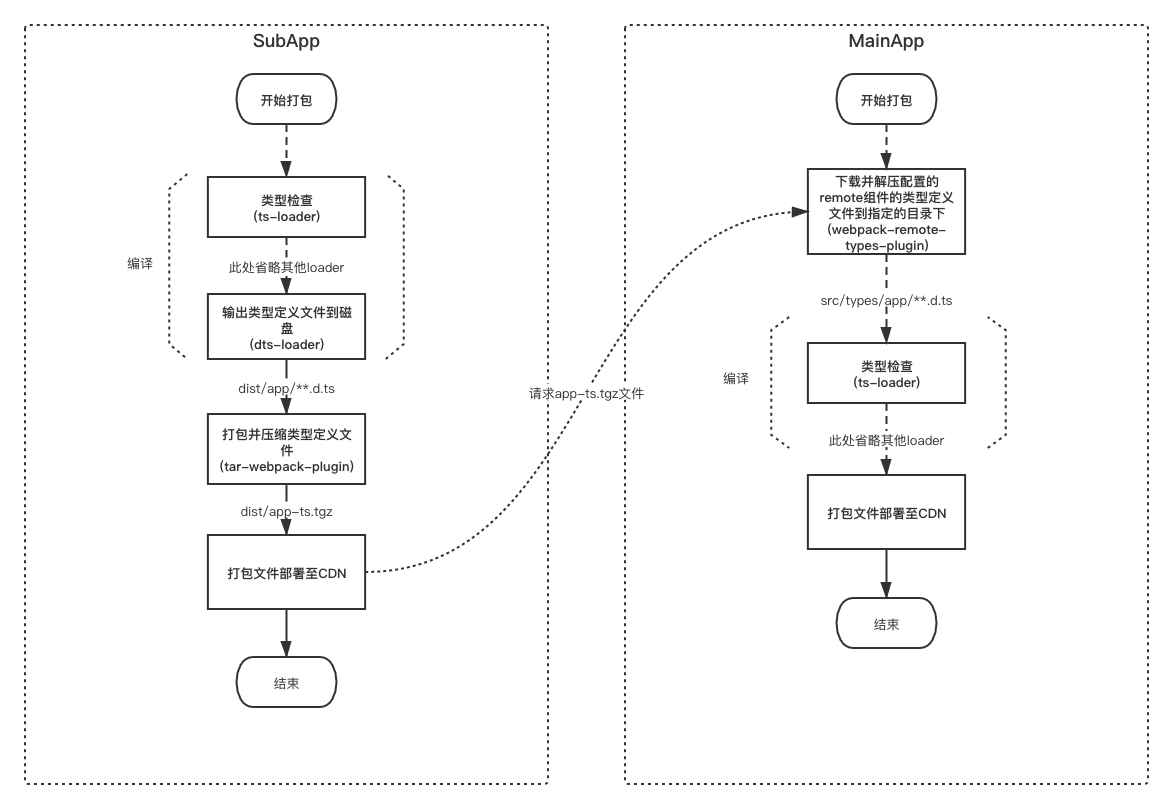 SubApp
开始打包
类型检查
(ts-loader)
编译
此处省略其他loader
输出类型定义文件到磁
盘
(dts-loader)
dist/app/**.d.ts
打包并压缩类型定义文
件
(tar-webpack-plugin)
dist/app-ts.tgz
打包文件部署至CDN
结束
请求app-ts.tgz文件
MainApp
开始打包
下载并解压配置的
remote组件的类型定义
文件到指定的目录下
(webpack-remote-
types-plugin)
src/types/app/**.d.ts
编译
类型检查
(ts-loader)
此处省略其他loader
打包文件部署至CDN
结束